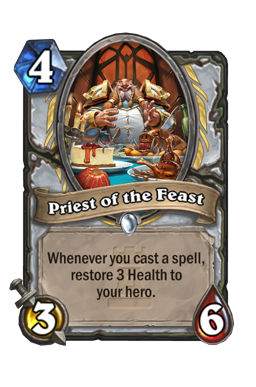 4
Priest of the Feast
Whenever you cast a spell,
restore 3 Health to
your hero.
3
6